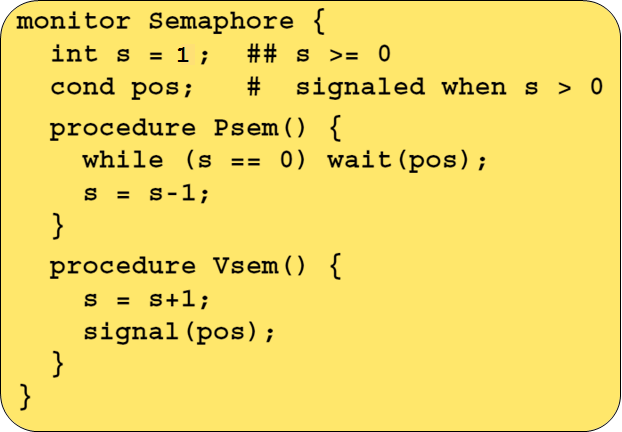 monitor Semaphore {
int s = 1 ; ## s >= 0
cond pos; # signaled when s > 0
procedure Psem() {
while (s == 0) wait(pos);
s = s-1;
}
procedure Vsem() {
s = s+1;
signal(pos);
}
}